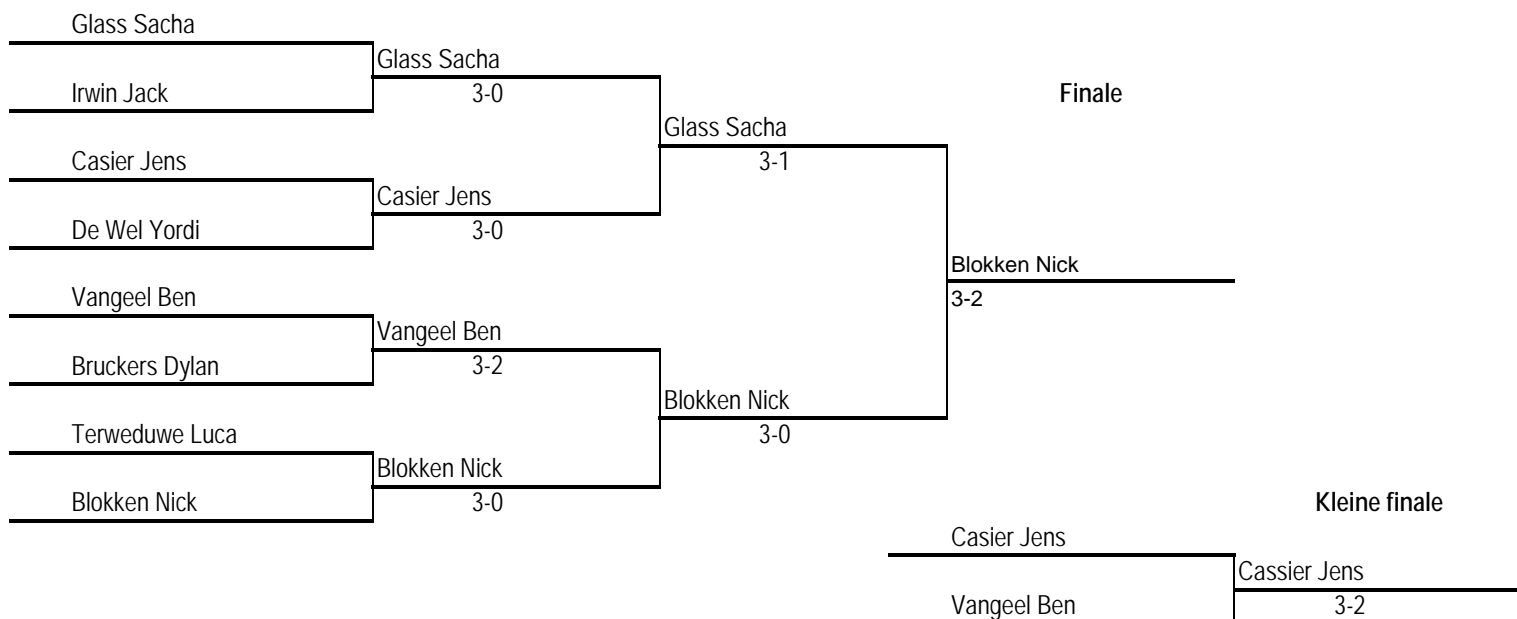 Glass Sacha
Glass Sacha
Irwin Jack
3-0
Finale
Glass Sacha
Casier Jens
3-1
Casier Jens
De Wel Yordi
3-0
Blokken Nick
Vangeel Ben
3-2
Vangeel Ben
Bruckers Dylan
3-2
Blokken Nick
Terweduwe Luca
3-0
Blokken Nick
Blokken Nick
3-0
Kleine finale
Casier Jens
Cassier Jens
Vangeel Ben
3-2